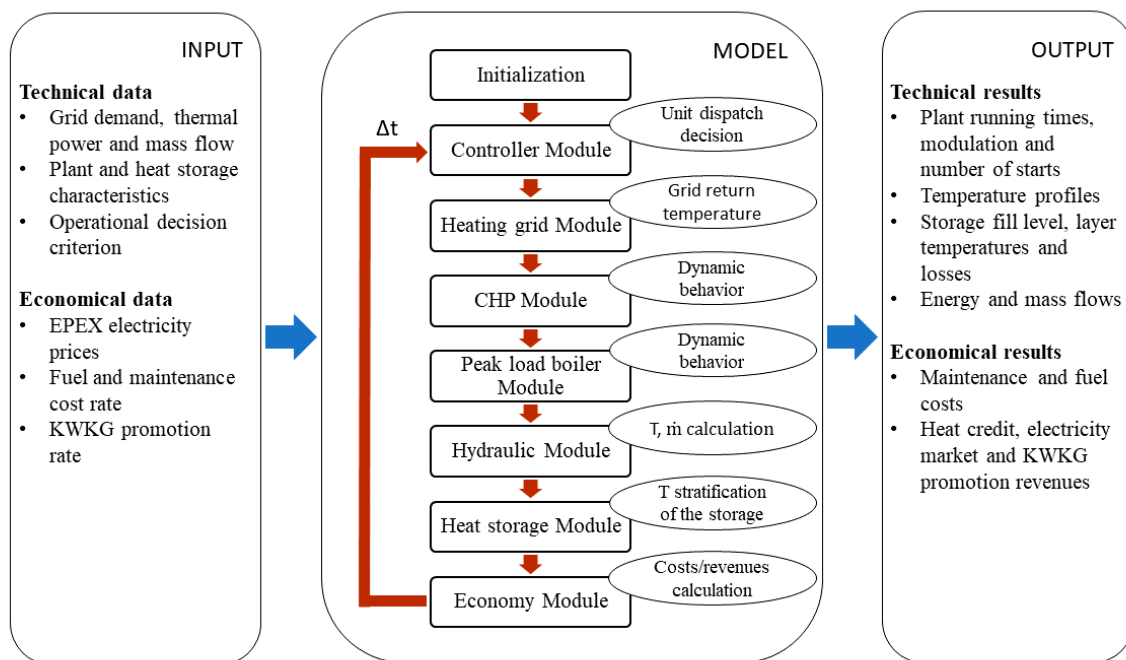 INPUT
Technical data
• Grid demand, thermal
power and mass flow
• Plant and heat storage
characteristics
• Operational decision
criterion
Economical data
• EPEX electricity
prices
• Fuel and maintenance
cost rate
• KWKG promotion
rate
MODEL
Initialization
Δt
Controller Module
Unit dispatch
decision
Heating grid Module
Grid return
temperature
CHP Module
Dynamic
behavior
Peak load boiler
Module
Dynamic
behavior
Hydraulic Module
T, ṁ calculation
Heat storage Module
T stratification
of the storage
Economy Module
Costs/revenues
calculation
OUTPUT
Technical results
• Plant running times,
modulation and
number of starts
• Temperature profiles
• Storage fill level, layer
temperatures and
losses
• Energy and mass flows
Economical results
• Maintenance and fuel
costs
• Heat credit, electricity
market and KWKG
promotion revenues